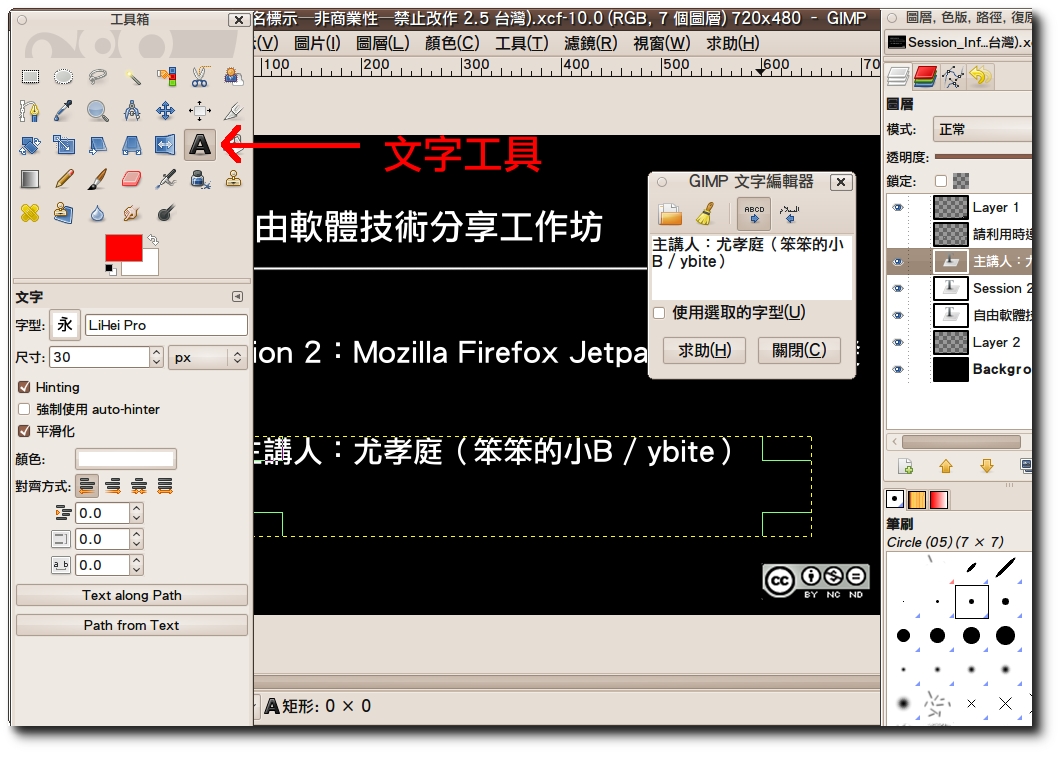 工具箱
名標示─非商業性─禁止改作 2.5 台灣).xcf-10.0 (RGB, 7 個圖層) 720x480 – GIMP
圖層, 色版, 路徑, 復原
(V) 圖片(I) 圖層(L) 顏色(C) 工具(T) 濾鏡(R) 視窗(W) 求助(H)
Session_Inf...台灣).x
100 200 300 400 500 600 70
圖層
模式: 正常
透明度:
鎖定:
文字工具
GIMP 文字編輯器
主講人：尤孝庭（笨笨的小
B / ybite）
使用選取的字型(U)
求助(H) 關閉(C)
Layer 1
請利用時
主講人：
Session 2
自由軟體
Layer 2
Backgro
由軟體技術分享工作坊
ion 2：Mozilla Firefox Jetpa
主講人：尤孝庭（笨笨的小B / ybite）
BY NC ND
文字
字型: 永 LiHei Pro
尺寸: 30 px
Hinting
強制使用 auto-hinter
平滑化
顏色:
對齊方式:
0.0
0.0
0.0
Text along Path
Path from Text
筆刷
Circle (05) (7 × 7)
矩形: 0 × 0